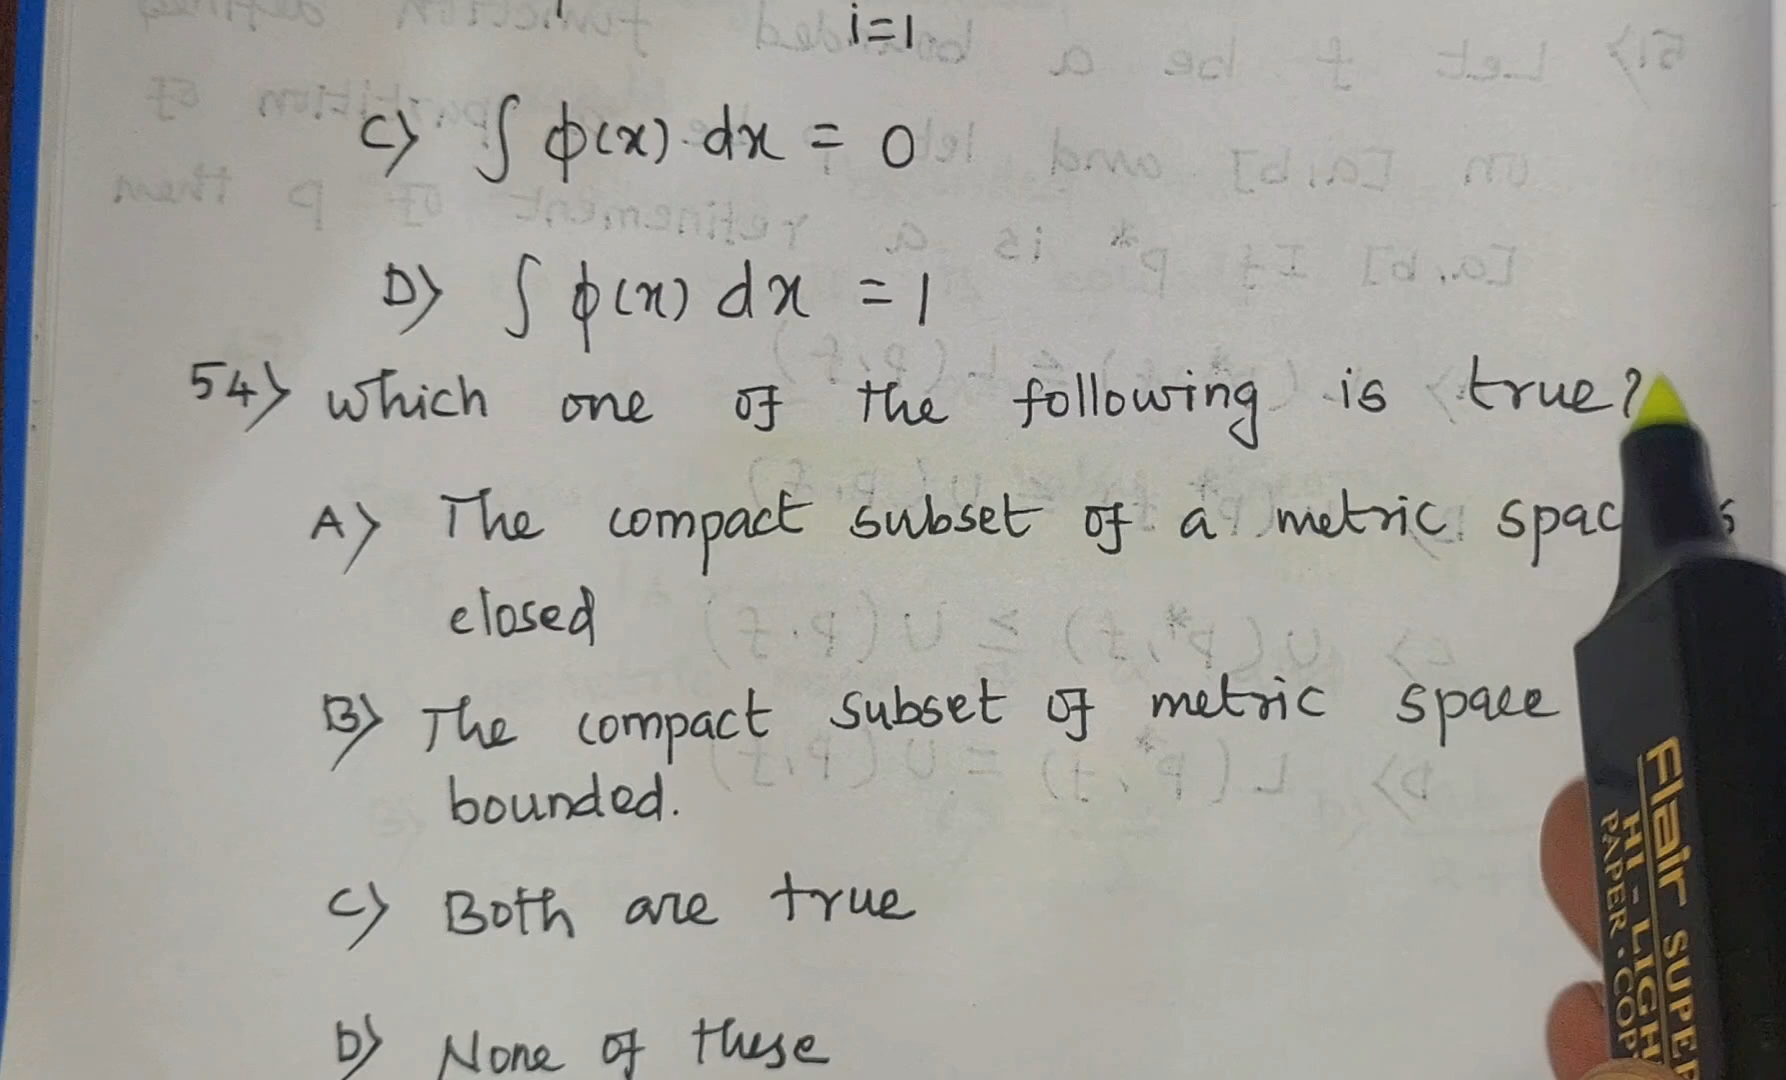 i=1
C) ∫ φ(x) dx = 0
D) ∫ φ(x) dx = 1
54) which one of the following is true?
A) The compact subset of a metric spac s
closed
B) The compact subset of metric space
bounded.
C) Both are true
D) None of these
Flair SUPER
HI-LIGH
PAPER·COP